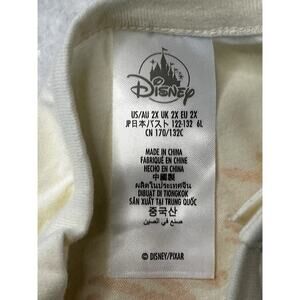 Disney
US/AU 2X UK 2X EU 2X
JP日本バスト 122-132 6L
CN 170/132C
MADE IN CHINA
FABRIQUÉ EN CHINE
HECHO EN CHINA
中國製
ผลิตในประเทศจีน
DIBUAT DI TIONGKOK
SẢN XUẤT TẠI TRUNG QUỐC
중국산
صنع في الصين
© DISNEY/PIXAR